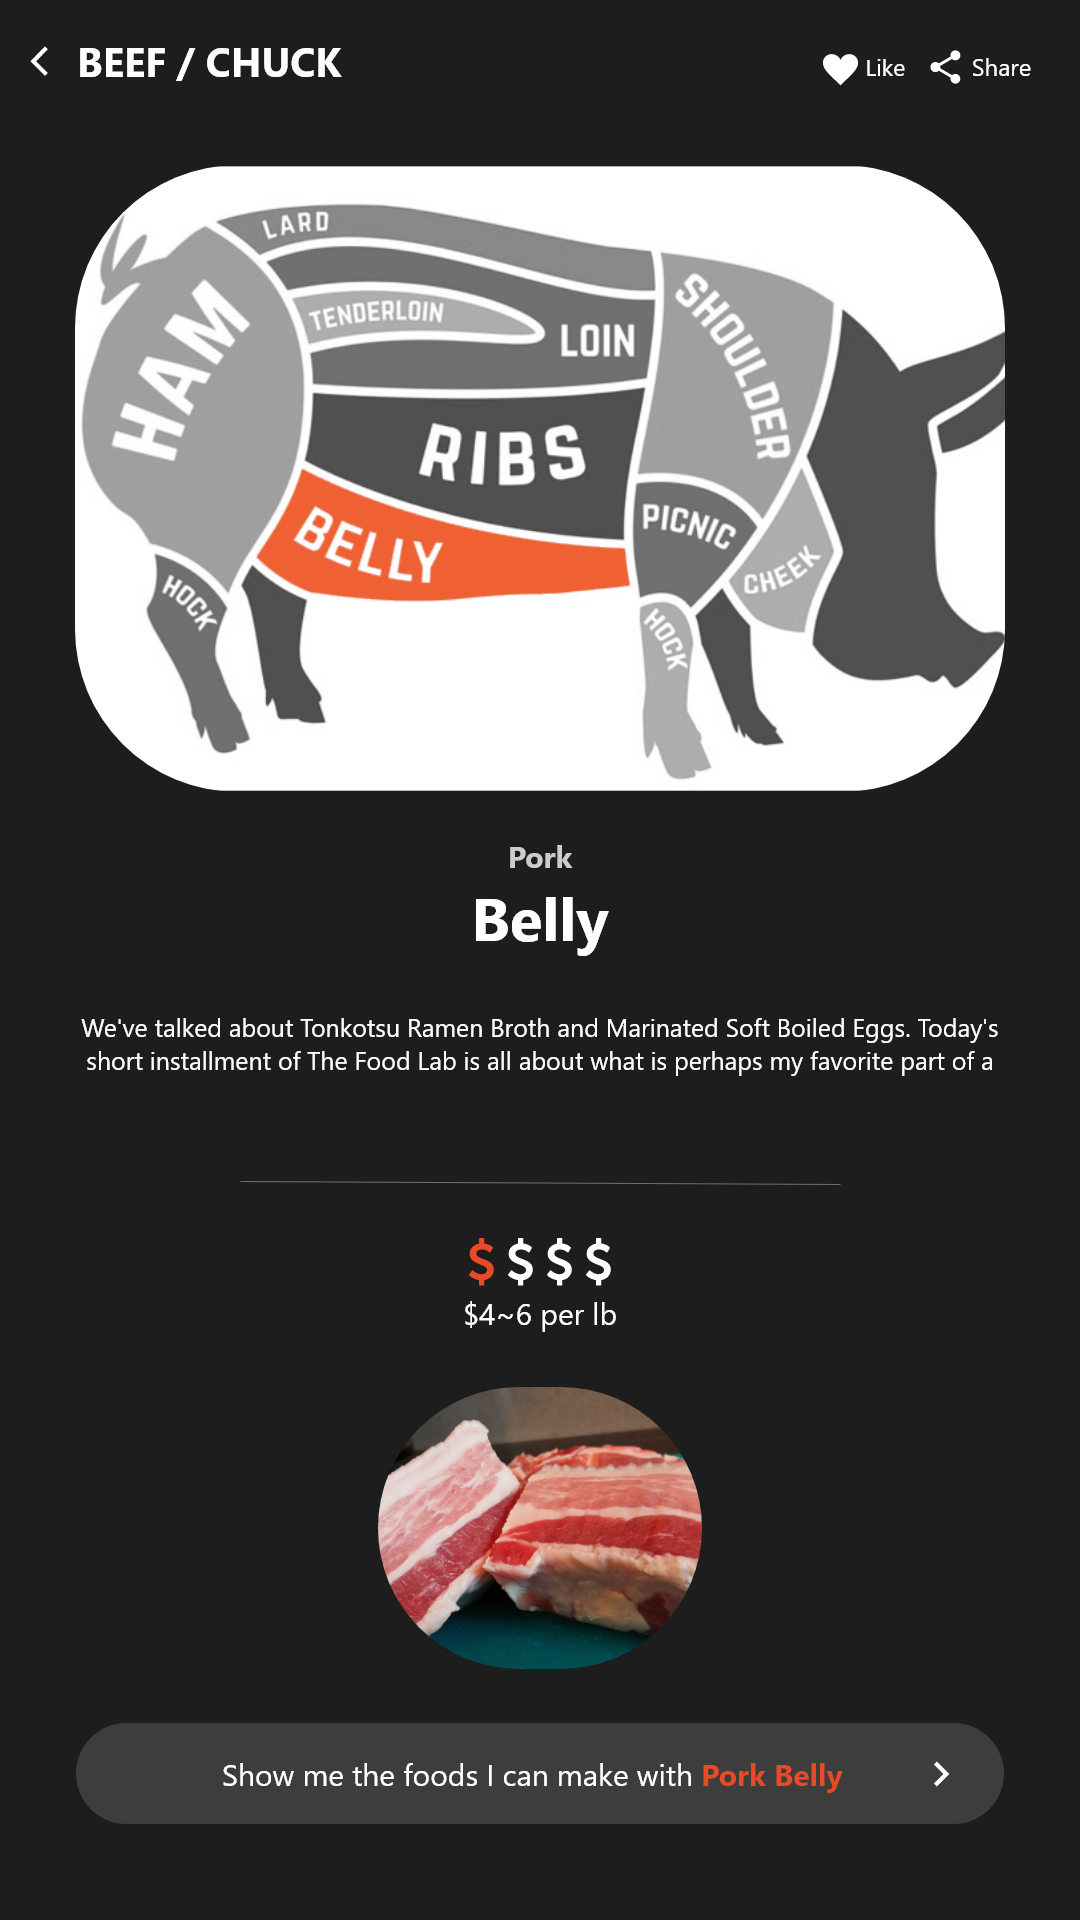 BEEF / CHUCK
Like
Share
LARD
HAM
TENDERLOIN
LOIN
SHOULDER
RIBS
BELLY
PICNIC
CHEEK
HOCK
HOCK
Pork
Belly
We've talked about Tonkotsu Ramen Broth and Marinated Soft Boiled Eggs. Today's
short installment of The Food Lab is all about what is perhaps my favorite part of a
$ $ $ $
$4~6 per lb
Show me the foods I can make with Pork Belly